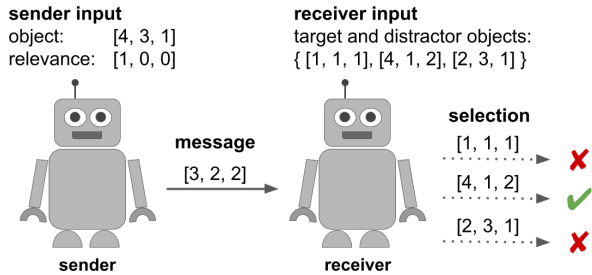 sender input
object: [4, 3, 1]
relevance: [1, 0, 0]
receiver input
target and distractor objects:
{ [1, 1, 1], [4, 1, 2], [2, 3, 1] }
message
[3, 2, 2]
selection
[1, 1, 1]
[4, 1, 2]
[2, 3, 1]
sender
receiver